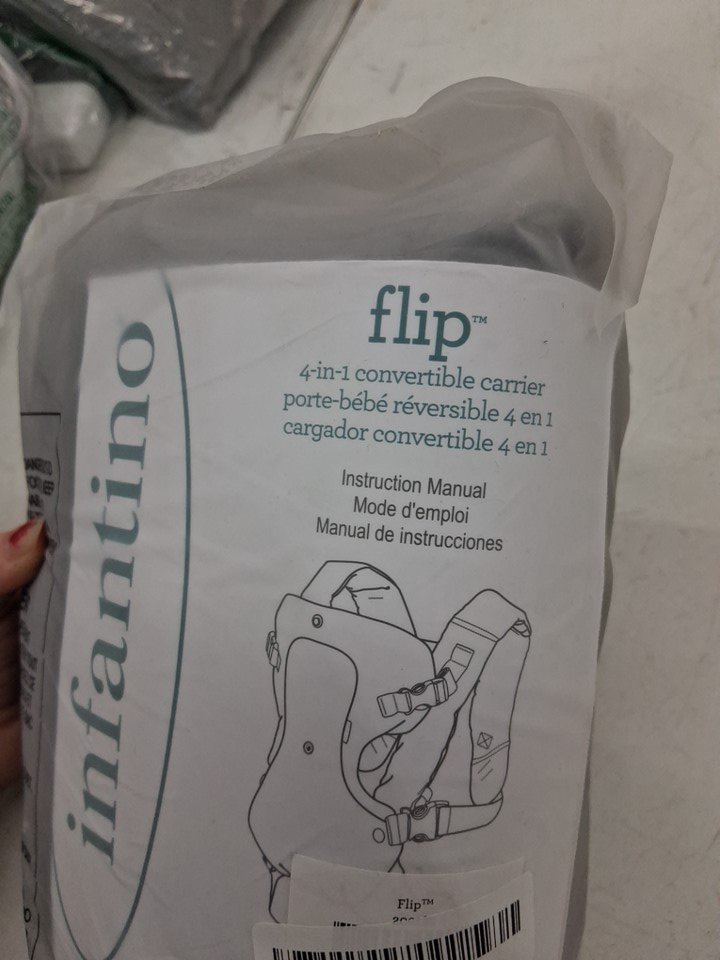 infantino
flip™
4-in-1 convertible carrier
porte-bébé réversible 4 en 1
cargador convertible 4 en 1
Instruction Manual
Mode d'emploi
Manual de instrucciones
Flip™